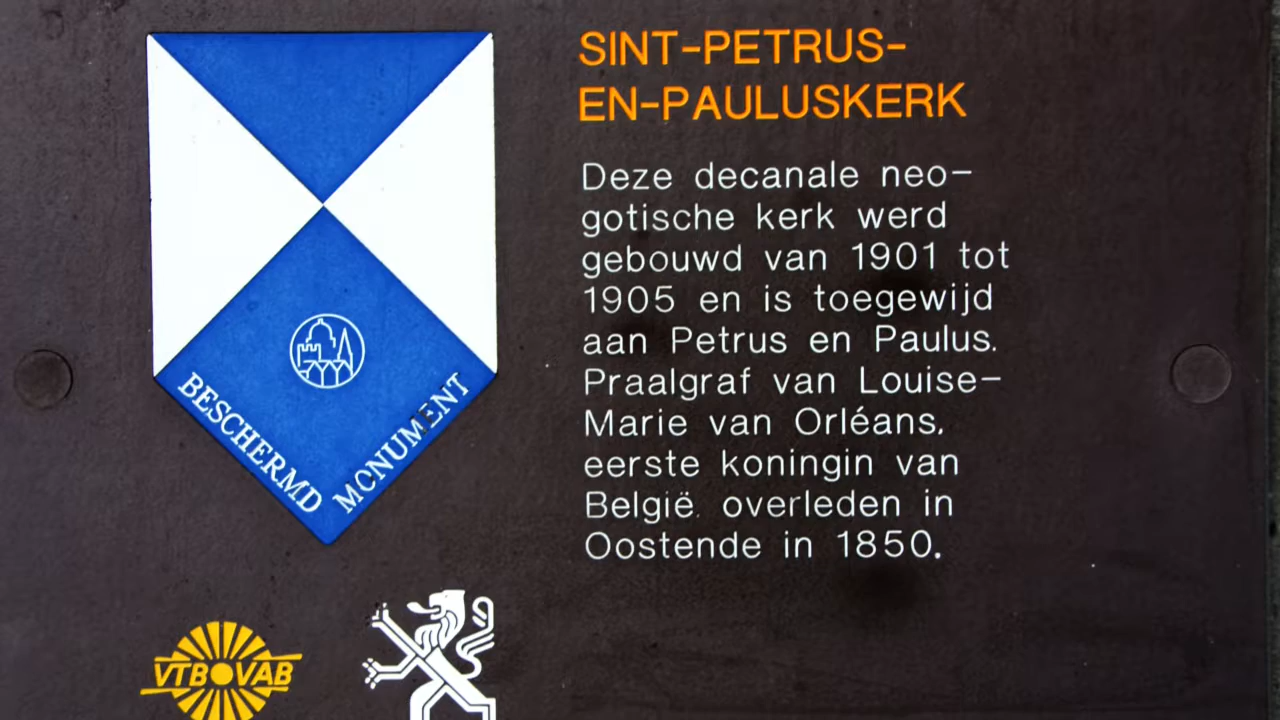 SINT-PETRUS-
EN-PAULUSKERK
Deze decanale neo-
gotische kerk werd
gebouwd van 1901 tot
1905 en is toegewijd
aan Petrus en Paulus.
Praalgraf van Louise-
Marie van Orléans,
eerste koningin van
België, overleden in
Oostende in 1850.
BESCHERMD
MONUMENT
VTB VAB